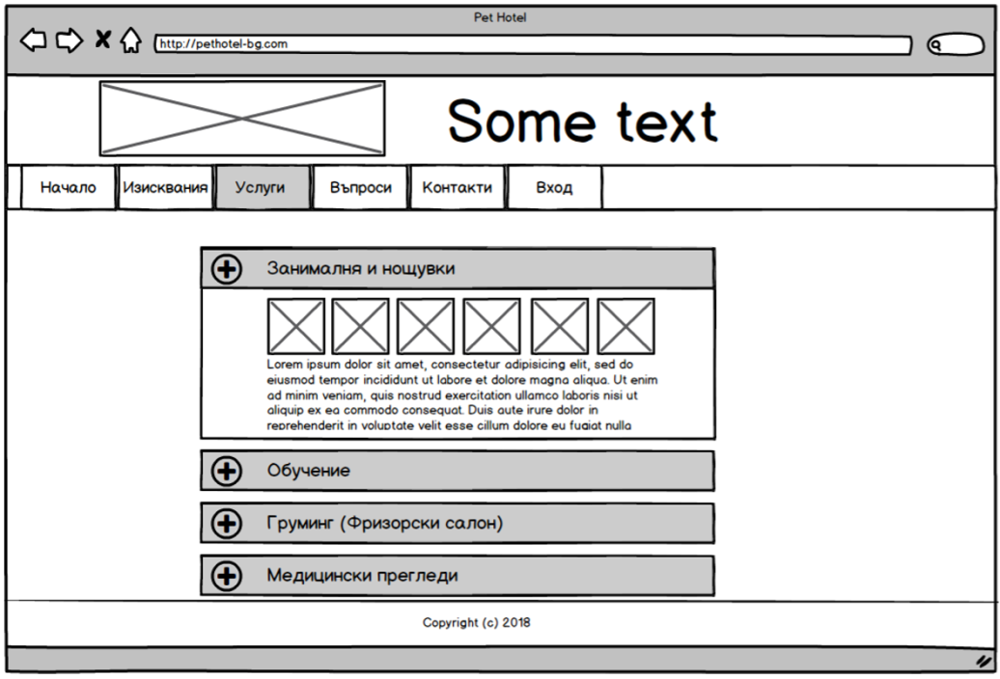 Pet Hotel
http://pethotel-bg.com
Some text
Начало Изисквания Услуги Въпроси Контакти Вход
Занималня и нощувки
Lorem ipsum dolor sit amet, consectetur adipisicing elit, sed do
eiusmod tempor incididunt ut labore et dolore magna aliqua. Ut enim
ad minim veniam, quis nostrud exercitation ullamco laboris nisi ut
aliquip ex ea commodo consequat. Duis aute irure dolor in
reprehenderit in voluptate velit esse cillum dolore eu fugiat nulla
Обучение
Груминг (Фризорски салон)
Медицински прегледи
Copyright (c) 2018